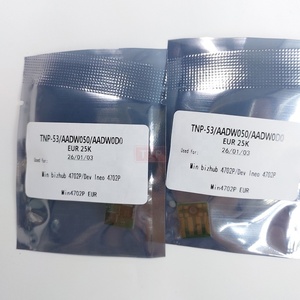 TNP-53/AADW050/AADW0D0
EUR 25K
Used for: 26/01/03
Min bizhub 4702P/Dev Ineo 4702P
Min4702P EUR
TNP-53/AADW050/AADW0D0
EUR 25K
Used for: 26/01/03
Min bizhub 4702P/Dev Ineo 4702P
Min4702P EUR